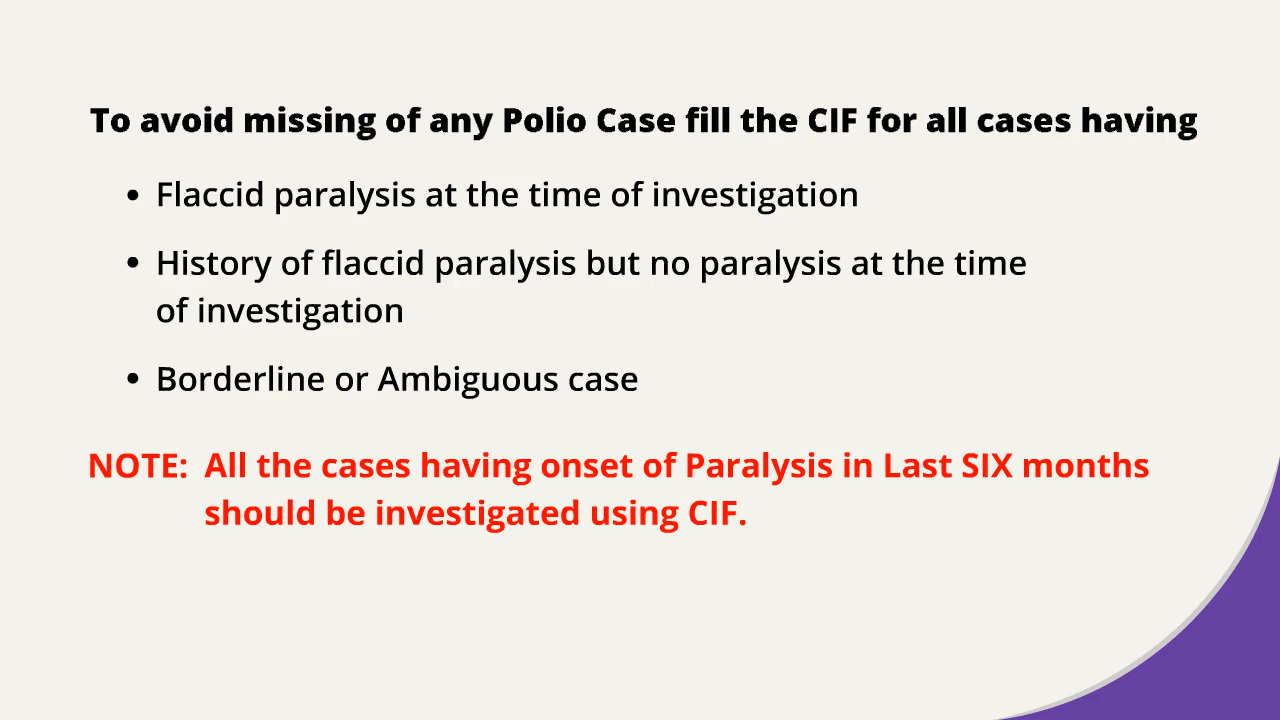 To avoid missing of any Polio Case fill the CIF for all cases having
• Flaccid paralysis at the time of investigation
• History of flaccid paralysis but no paralysis at the time
of investigation
• Borderline or Ambiguous case
NOTE: All the cases having onset of Paralysis in Last SIX months
should be investigated using CIF.